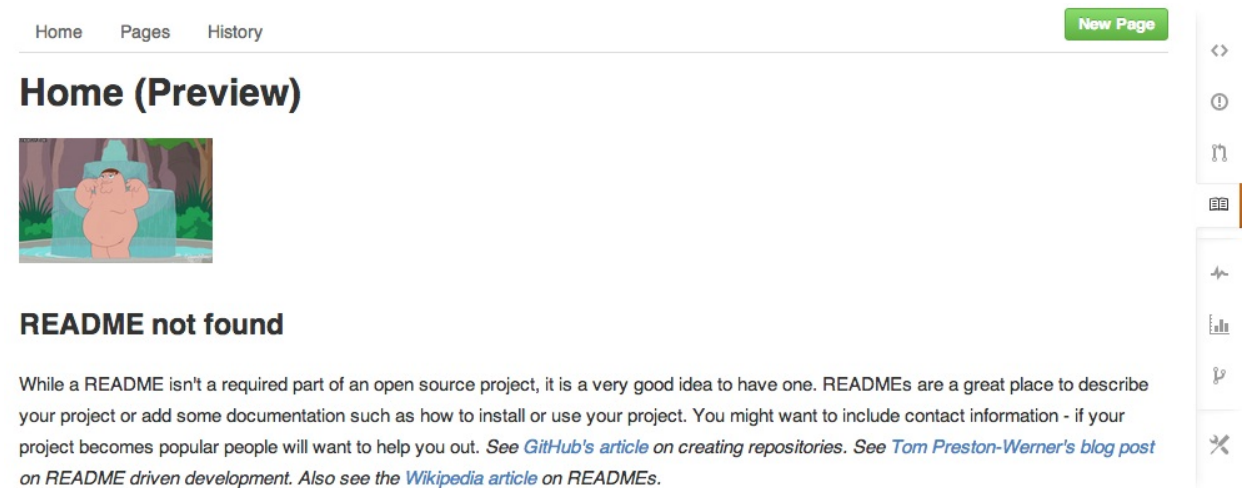 Home Pages History New Page
Home (Preview)
README not found
While a README isn't a required part of an open source project, it is a very good idea to have one. READMEs are a great place to describe
your project or add some documentation such as how to install or use your project. You might want to include contact information - if your
project becomes popular people will want to help you out. See GitHub's article on creating repositories. See Tom Preston-Werner's blog post
on README driven development. Also see the Wikipedia article on READMEs.